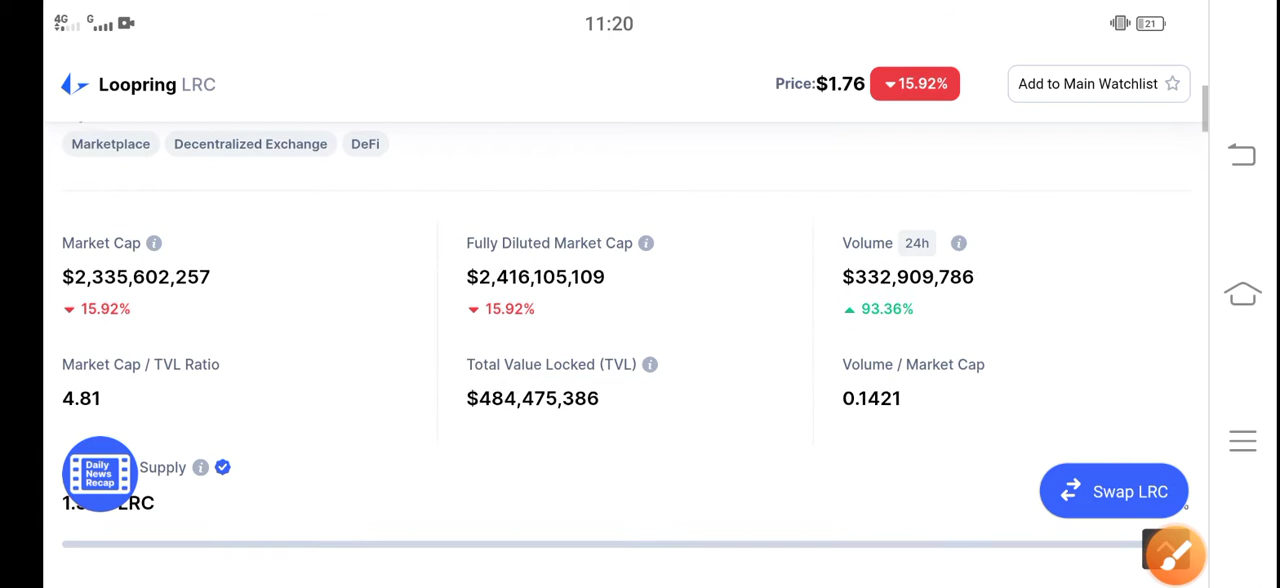 4G G 11:20 21
Loopring LRC Price:$1.76 15.92% Add to Main Watchlist
Marketplace Decentralized Exchange DeFi
Market Cap Fully Diluted Market Cap Volume 24h
$2,335,602,257 $2,416,105,109 $332,909,786
15.92% 15.92% 93.36%
Market Cap / TVL Ratio Total Value Locked (TVL) Volume / Market Cap
4.81 $484,475,386 0.1421
Daily
News
Recap
Supply
LRC
Swap LRC